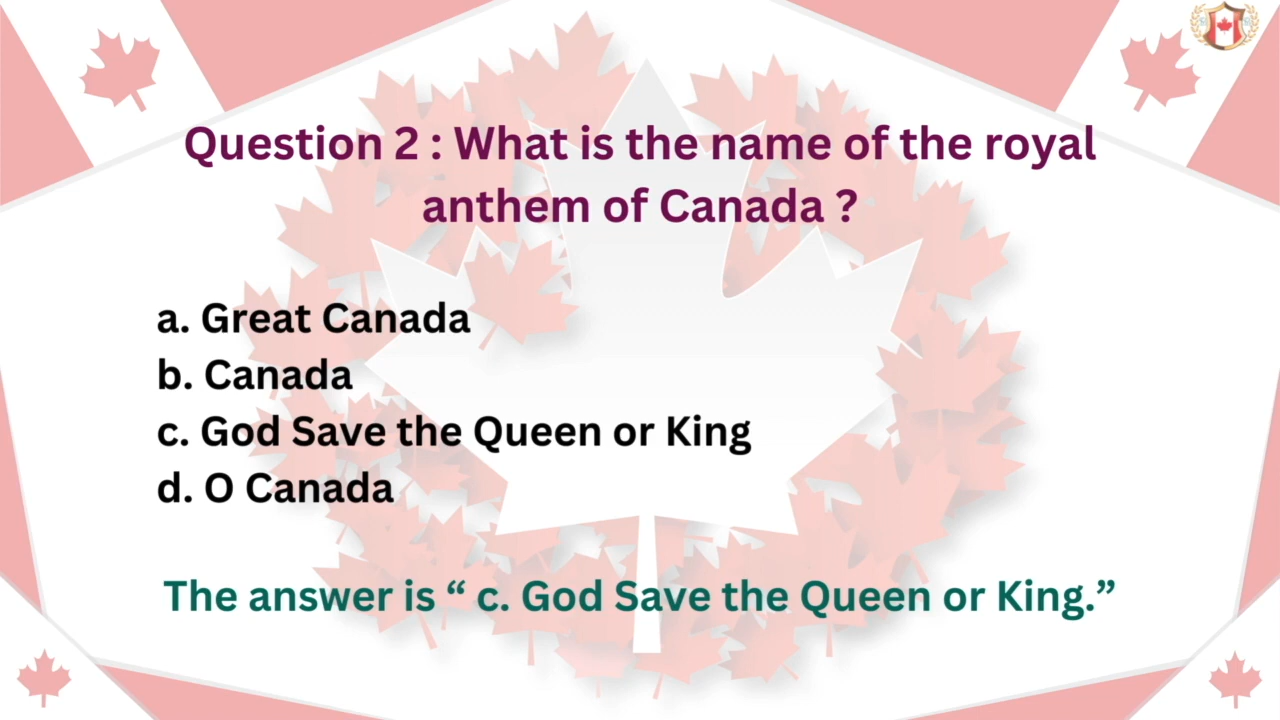 Question 2 : What is the name of the royal
anthem of Canada ?
a. Great Canada
b. Canada
c. God Save the Queen or King
d. O Canada
The answer is “ c. God Save the Queen or King.”